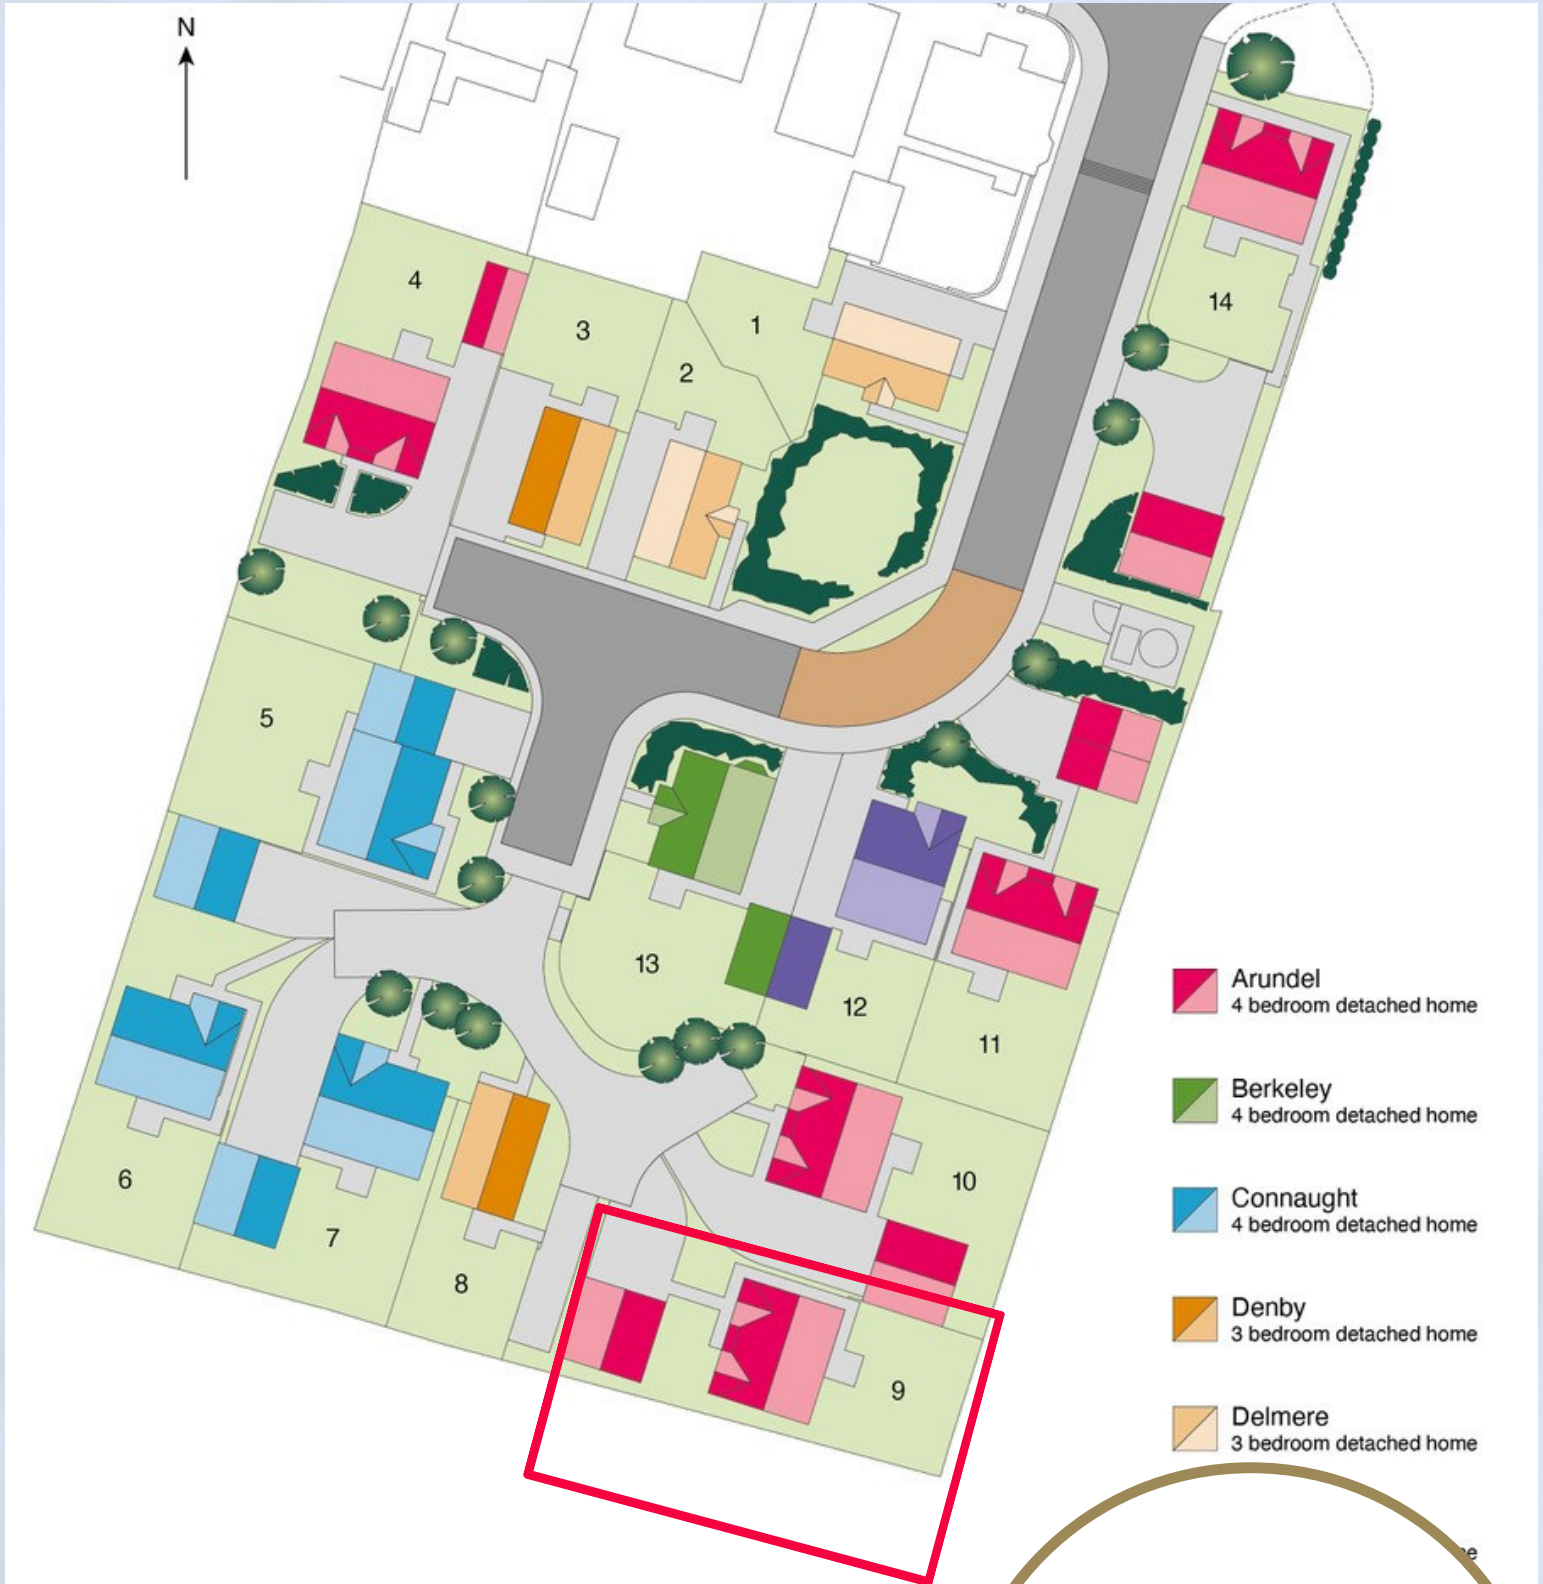 N
4
3
1
2
14
5
13
12
11
6
7
8
10
9
Arundel
4 bedroom detached home
Berkeley
4 bedroom detached home
Connaught
4 bedroom detached home
Denby
3 bedroom detached home
Delmere
3 bedroom detached home